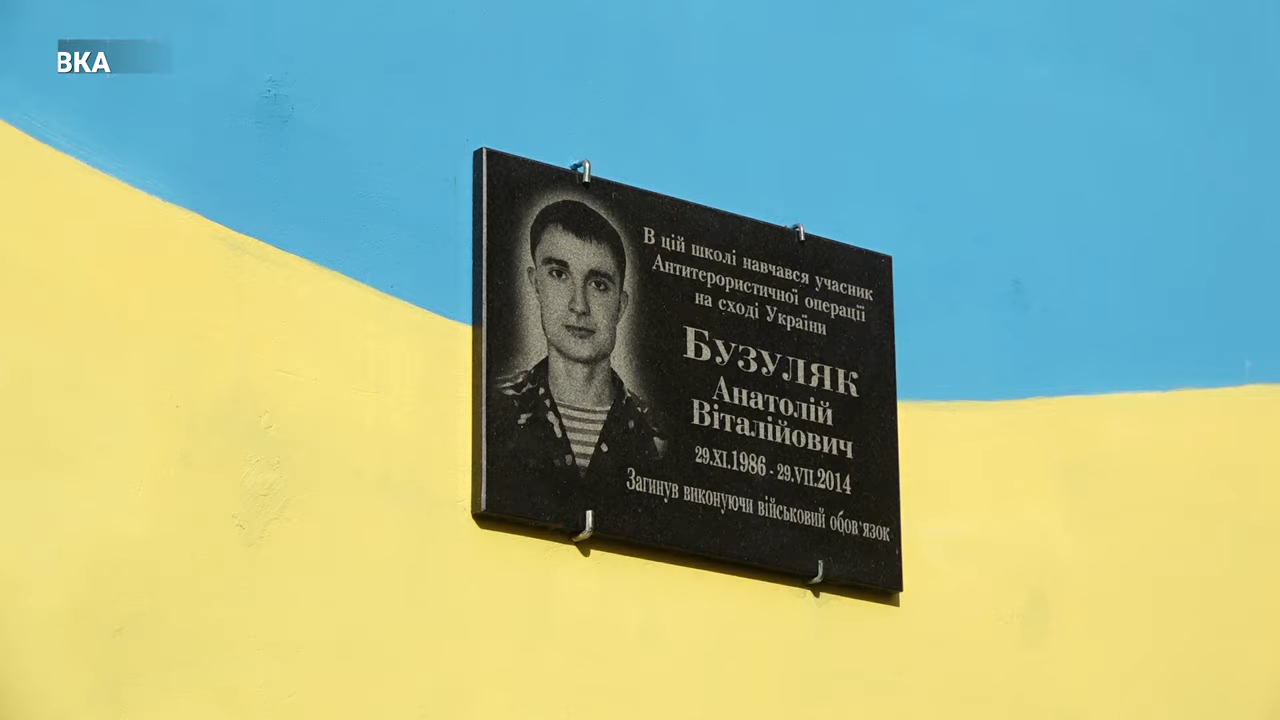 ВКА
В цій школі навчався учасник
Антитерористичної операції
на сході України
БУЗУЛЯК
Анатолій
Віталійович
29.XI.1986 - 29.VII.2014
Загинув виконуючи військовий обов'язок